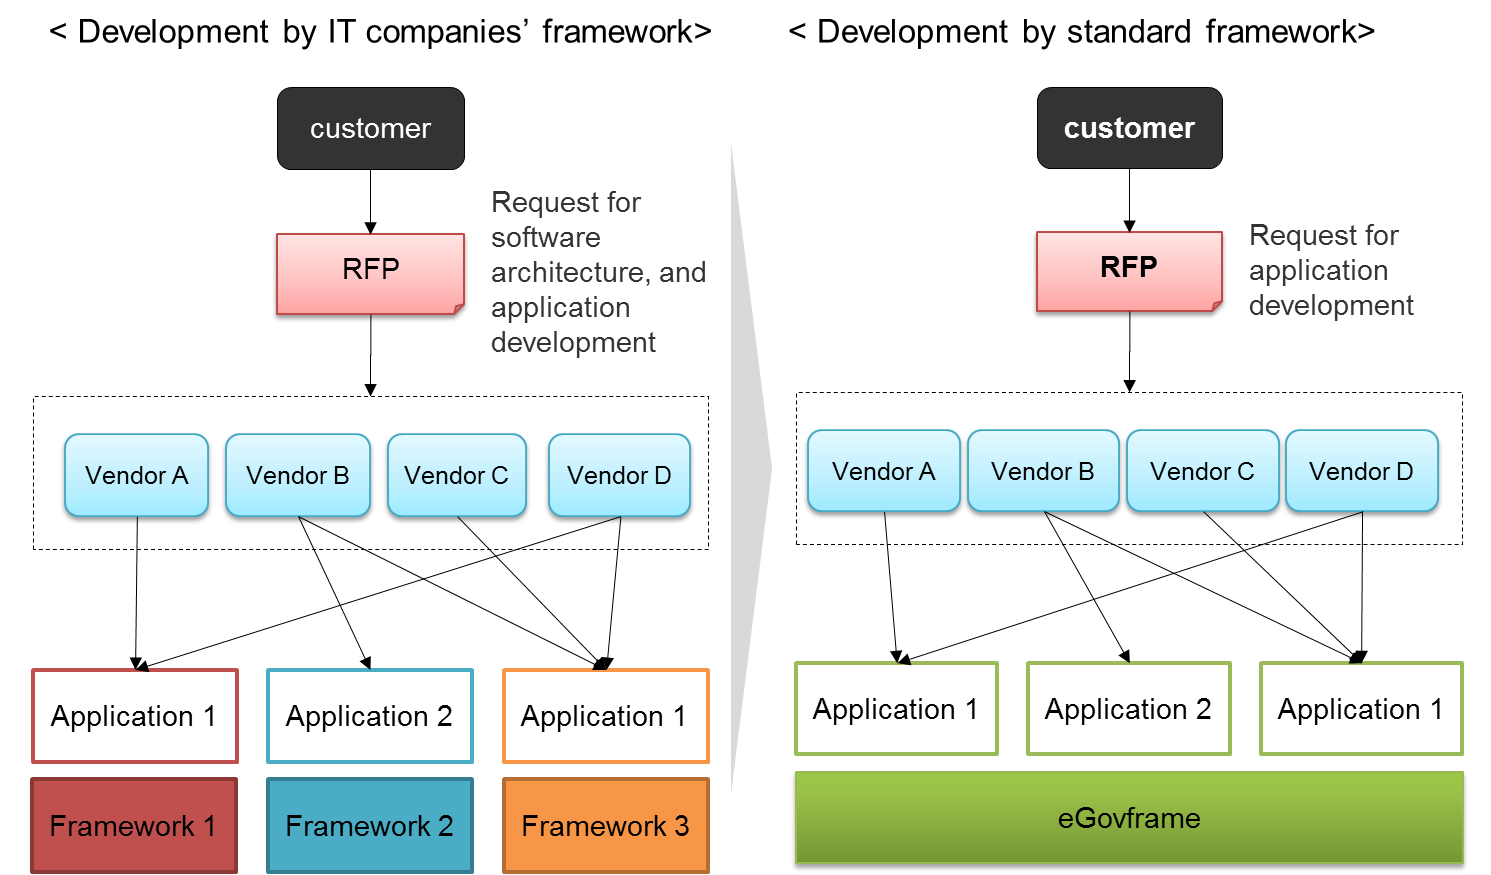 < Development by IT companies’ framework>
customer
RFP
Request for
software
architecture, and
application
development
Vendor A
Vendor B
Vendor C
Vendor D
Application 1
Application 2
Application 1
Framework 1
Framework 2
Framework 3
< Development by standard framework>
customer
RFP
Request for
application
development
Vendor A
Vendor B
Vendor C
Vendor D
Application 1
Application 2
Application 1
eGovframe